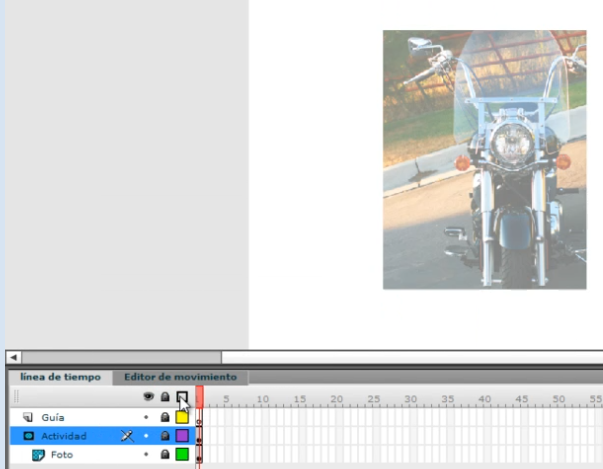 línea de tiempo Editor de movimiento
5 10 15 20 25 30 35 40 45 50 55
Guía
Actividad
Foto